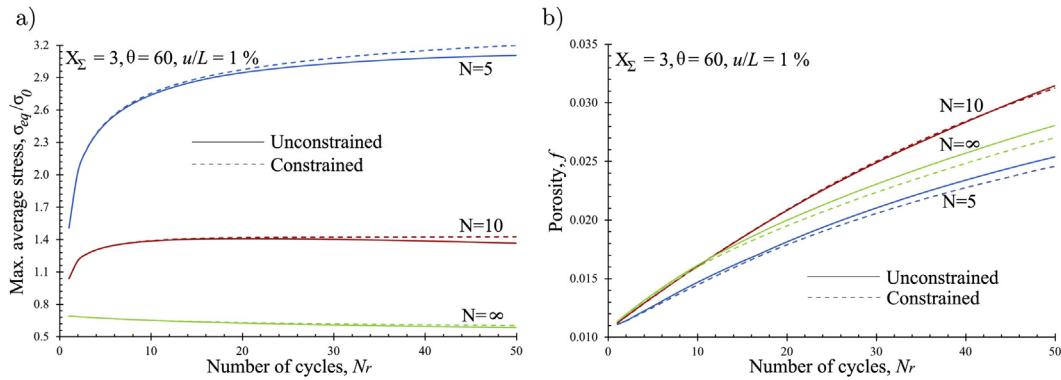 a)
X_Σ = 3, θ = 60, u/L = 1 %
3.2
2.9
2.6
2.3
2.0
1.7
1.4
1.1
0.8
0.5
Max. average stress, σ_eq/σ_0
N=5
Unconstrained
Constrained
N=10
N=∞
0 10 20 30 40 50
Number of cycles, Nr
b)
X_Σ = 3, θ = 60, u/L = 1 %
0.035
0.030
0.025
0.020
0.015
0.010
Porosity, f
N=10
N=∞
N=5
Unconstrained
Constrained
0 10 20 30 40 50
Number of cycles, Nr